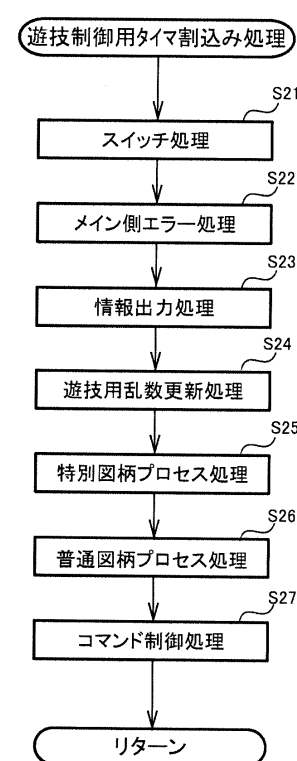 遊技制御用タイマ割込み処理
S21
スイッチ処理
S22
メイン側エラー処理
S23
情報出力処理
S24
遊技用乱数更新処理
S25
特別図柄プロセス処理
S26
普通図柄プロセス処理
S27
コマンド制御処理
リターン